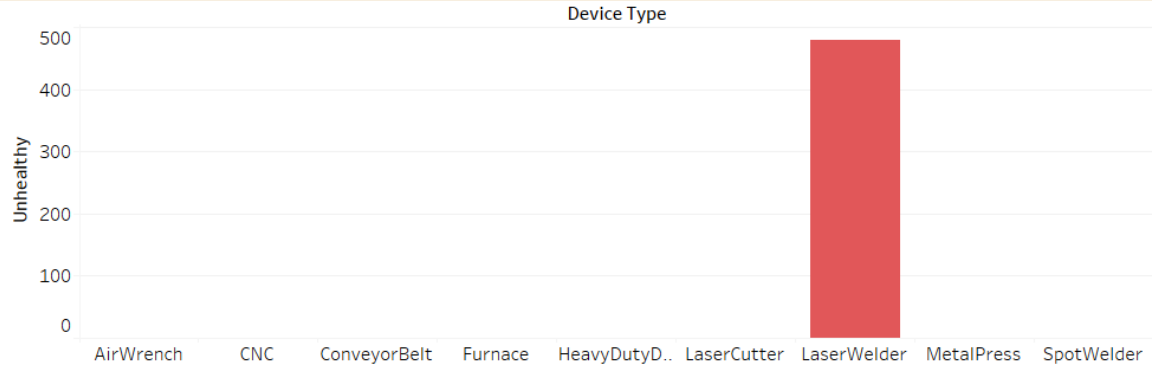 Device Type
500
400
300
200
100
0
Unhealthy
AirWrench CNC ConveyorBelt Furnace HeavyDutyD.. LaserCutter LaserWelder MetalPress SpotWelder